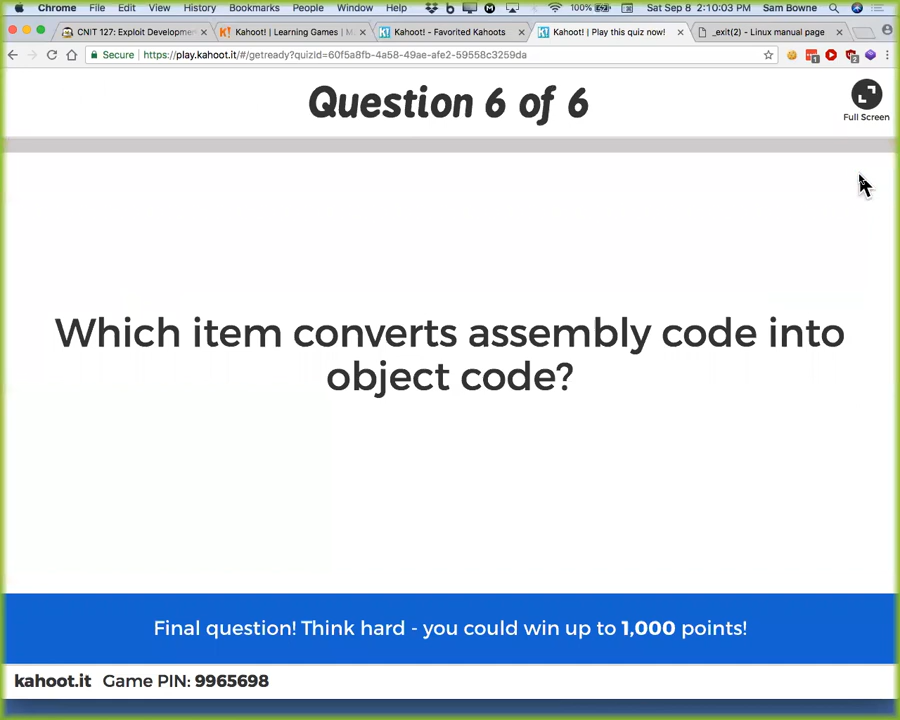 Chrome File Edit View History Bookmarks People Window Help 100% Sat Sep 8 2:10:03 PM Sam Bowne
CNIT 127: Exploit Developmen Kahoot! | Learning Games | M Kahoot! - Favorited Kahoots Kahoot! | Play this quiz now! _exit(2) - Linux manual page
Secure https://play.kahoot.it/#/getready?quizId=60f5a8fb-4a58-49ae-afe2-59558c3259da
Question 6 of 6
Full Screen
Which item converts assembly code into
object code?
Final question! Think hard - you could win up to 1,000 points!
kahoot.it Game PIN: 9965698